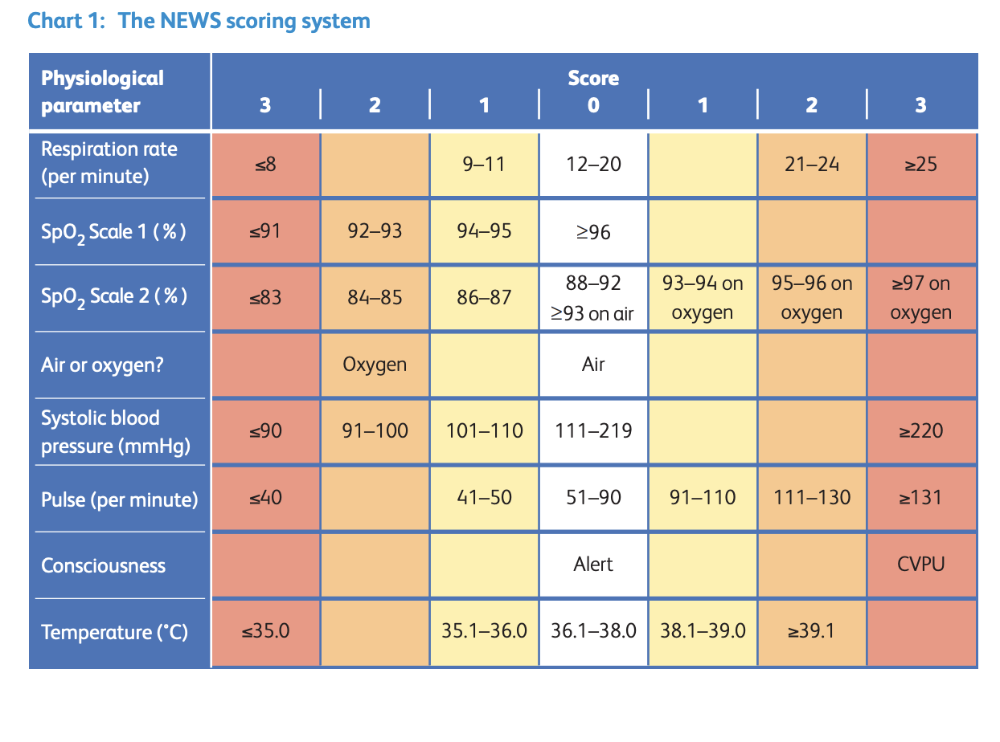 Chart 1: The NEWS scoring system
Physiological parameter Score
3 2 1 0 1 2 3
Respiration rate (per minute) ≤8 9–11 12–20 21–24 ≥25
SpO2 Scale 1 (%) ≤91 92–93 94–95 ≥96
SpO2 Scale 2 (%) ≤83 84–85 86–87 88–92 ≥93 on air 93–94 on oxygen 95–96 on oxygen ≥97 on oxygen
Air or oxygen? Oxygen Air
Systolic blood pressure (mmHg) ≤90 91–100 101–110 111–219 ≥220
Pulse (per minute) ≤40 41–50 51–90 91–110 111–130 ≥131
Consciousness Alert CVPU
Temperature (°C) ≤35.0 35.1–36.0 36.1–38.0 38.1–39.0 ≥39.1